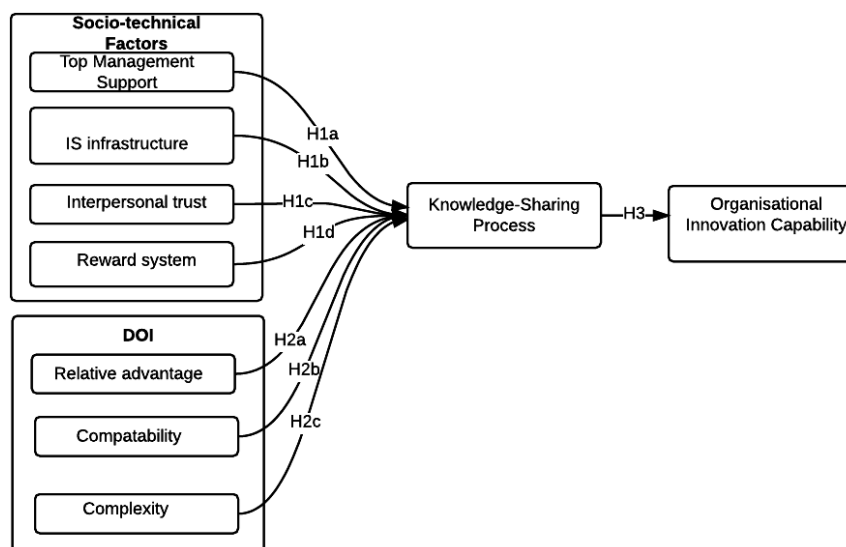 Socio-technical
Factors
Top Management
Support
IS infrastructure
Interpersonal trust
Reward system
H1a
H1b
H1c
H1d
DOI
Relative advantage
Compatability
Complexity
H2a
H2b
H2c
Knowledge-Sharing
Process
H3
Organisational
Innovation Capability